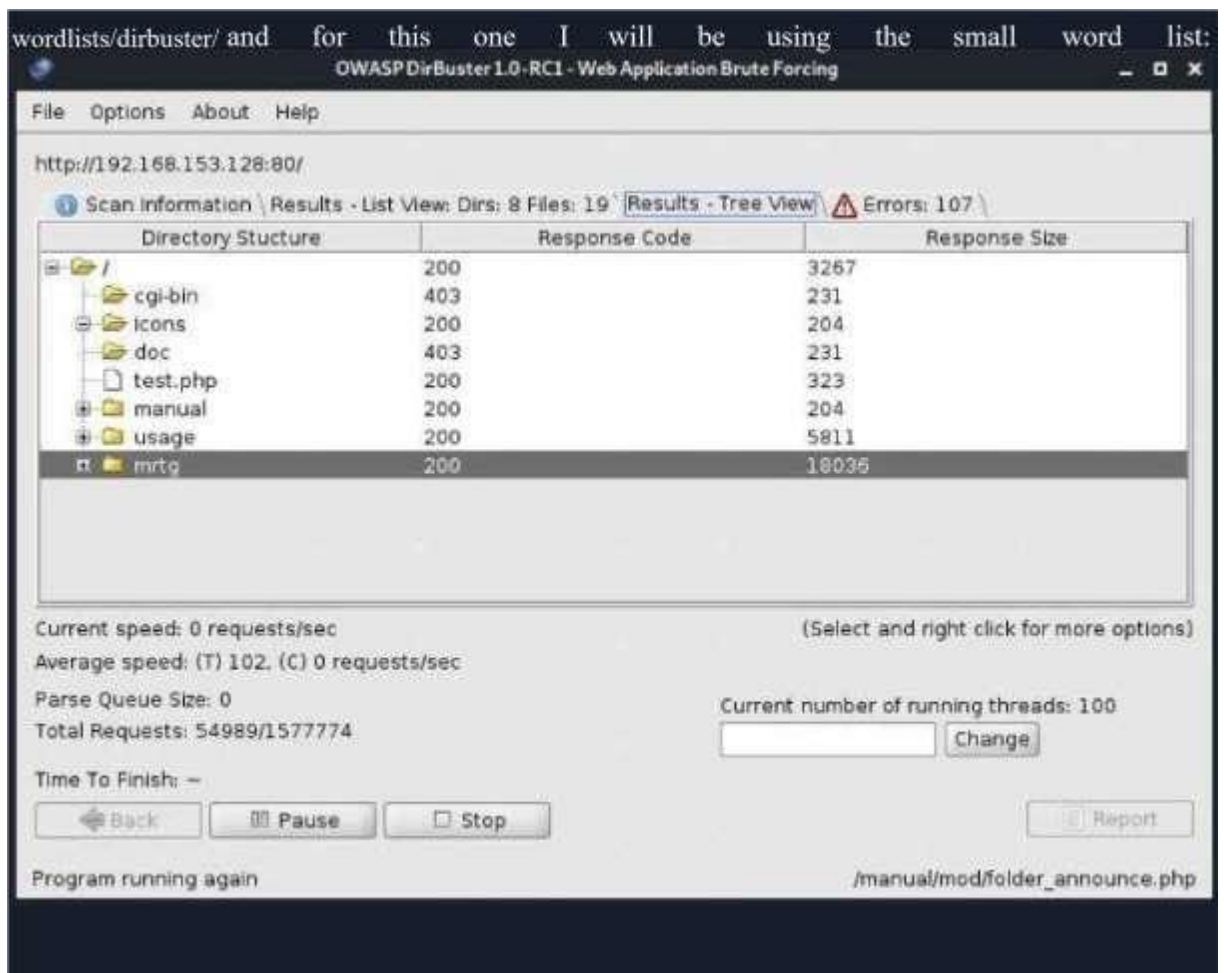 wordlists/dirbuster/ and for this one I will be using the small word list:
OWASP DirBuster 1.0-RC1 - Web Application Brute Forcing
File Options About Help
http://192.168.153.128:80/
Scan Information \ Results - List View: Dirs: 8 Files: 19 \ Results - Tree View \ Errors: 107 \
Directory Stucture Response Code Response Size
/ 200 3267
cgi-bin 403 231
icons 200 204
doc 403 231
test.php 200 323
manual 200 204
usage 200 5811
mrtg 200 18036
Current speed: 0 requests/sec (Select and right click for more options)
Average speed: (T) 102, (C) 0 requests/sec
Parse Queue Size: 0 Current number of running threads: 100
Total Requests: 54989/1577774 Change
Time To Finish: ~
Back Pause Stop Report
Program running again /manual/mod/folder_announce.php